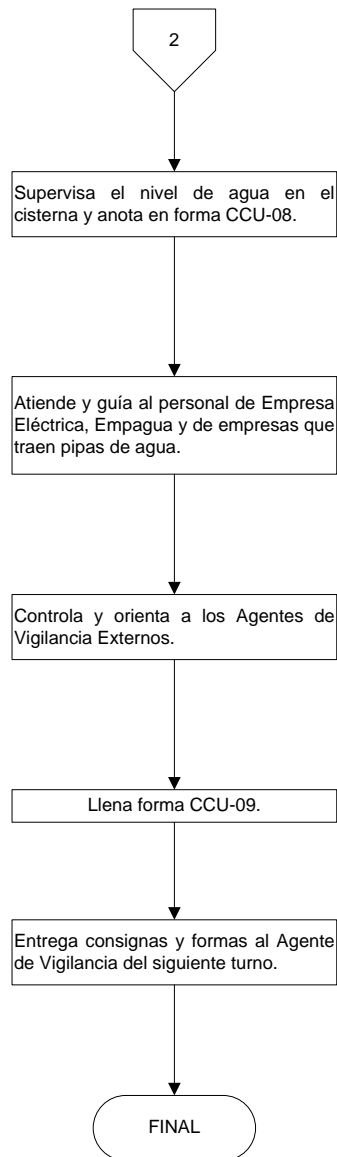 2
Supervisa el nivel de agua en el
cisterna y anota en forma CCU-08.
Atiende y guía al personal de Empresa
Eléctrica, Empagua y de empresas que
traen pipas de agua.
Controla y orienta a los Agentes de
Vigilancia Externos.
Llena forma CCU-09.
Entrega consignas y formas al Agente
de Vigilancia del siguiente turno.
FINAL